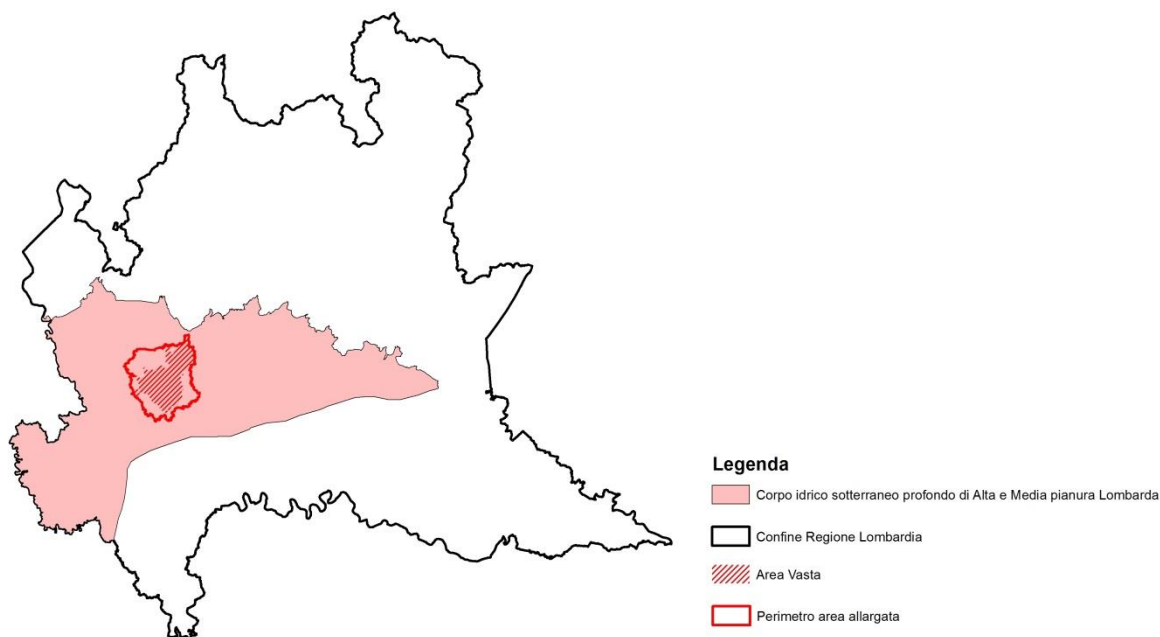 Legenda
Corpo idrico sotterraneo profondo di Alta e Media pianura Lombarda
Confine Regione Lombardia
Area Vasta
Perimetro area allargata